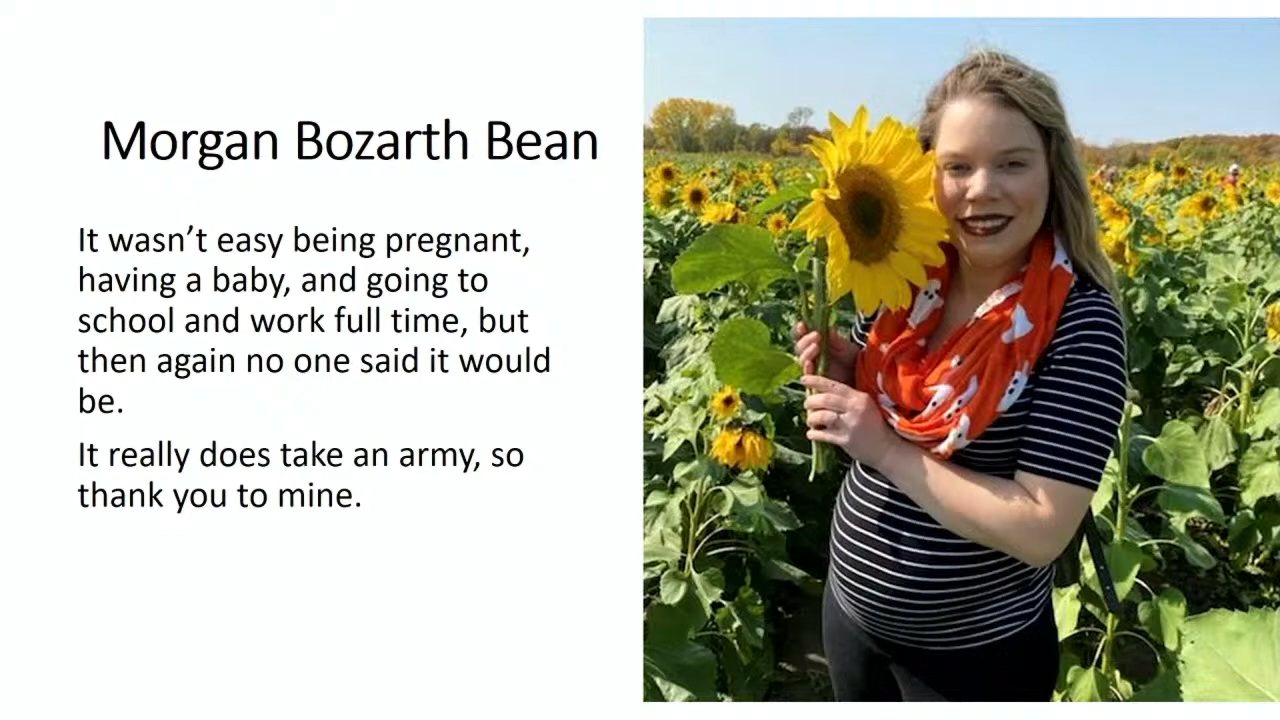 Morgan Bozarth Bean
It wasn’t easy being pregnant,
having a baby, and going to
school and work full time, but
then again no one said it would
be.
It really does take an army, so
thank you to mine.